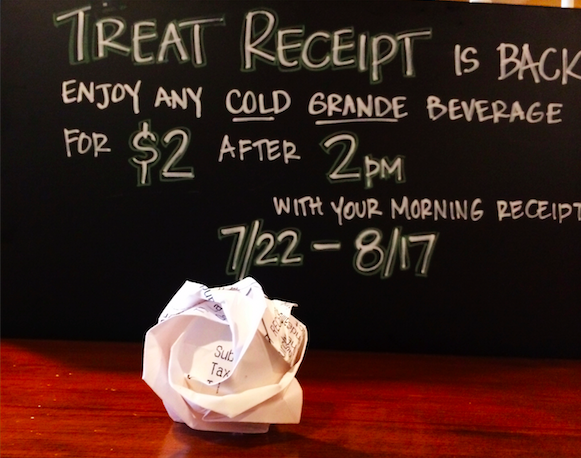 TREAT RECEIPT IS BACK
ENJOY ANY COLD GRANDE BEVERAGE
FOR $2 AFTER 2PM
WITH YOUR MORNING RECEIPT
7/22 - 8/17
Sub
Tax